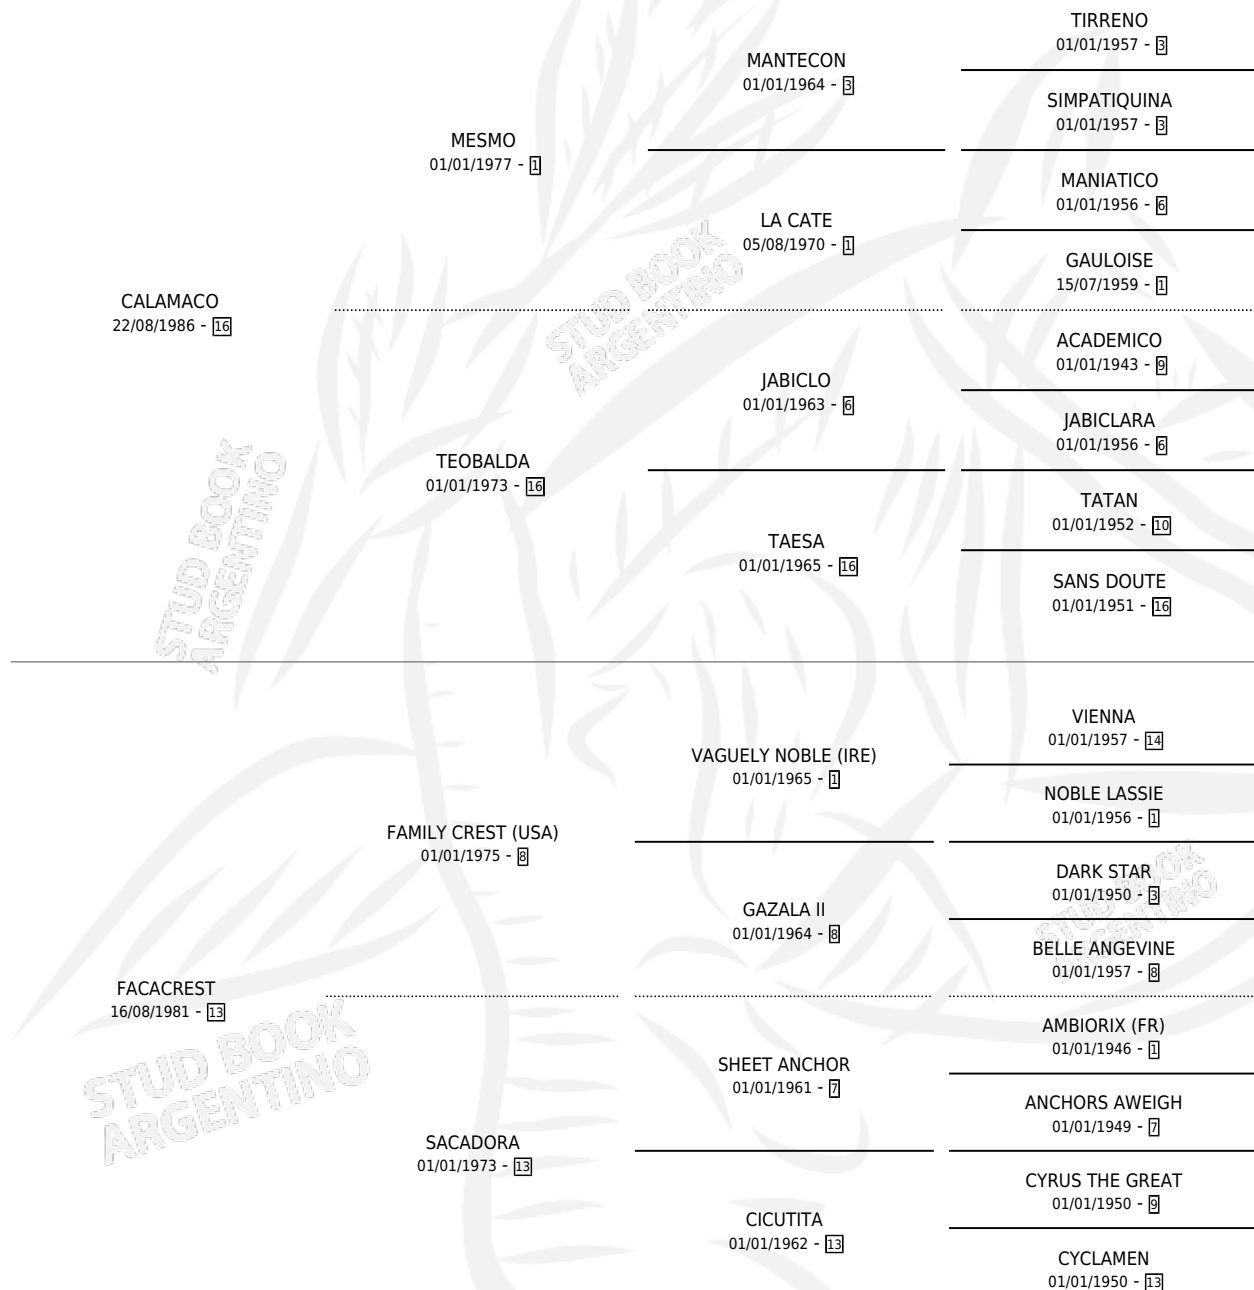 TIRRENO
01/01/1957 - 3
MANTECON
01/01/1964 - 3
SIMPATIQUINA
01/01/1957 - 3
MESMO
01/01/1977 - 1
MANIATICO
01/01/1956 - 6
LA CATE
05/08/1970 - 1
GAULOISE
15/07/1959 - 1
CALAMACO
22/08/1986 - 16
STUD BOOK
ARGENTINO
ACADEMICO
01/01/1943 - 9
JABICLO
01/01/1963 - 6
JABICLARA
01/01/1956 - 6
TEOBALDA
01/01/1973 - 16
TATAN
01/01/1952 - 10
TAESA
01/01/1965 - 16
SANS DOUTE
01/01/1951 - 16
STUD BOOK
ARGENTINO
VIENNA
01/01/1957 - 14
VAGUELY NOBLE (IRE)
01/01/1965 - 1
NOBLE LASSIE
01/01/1956 - 1
FAMILY CREST (USA)
01/01/1975 - 8
DARK STAR
01/01/1950 - 3
GAZALA II
01/01/1964 - 8
BELLE ANGEVINE
01/01/1957 - 8
STUD BOOK
ARGENTINO
FACACREST
16/08/1981 - 13
AMBIORIX (FR)
01/01/1946 - 1
SHEET ANCHOR
01/01/1961 - 7
ANCHORS AWEIGH
01/01/1949 - 7
STUD BOOK
ARGENTINO
SACADORA
01/01/1973 - 13
CYRUS THE GREAT
01/01/1950 - 9
CICUTITA
01/01/1962 - 13
CYCLAMEN
01/01/1950 - 13